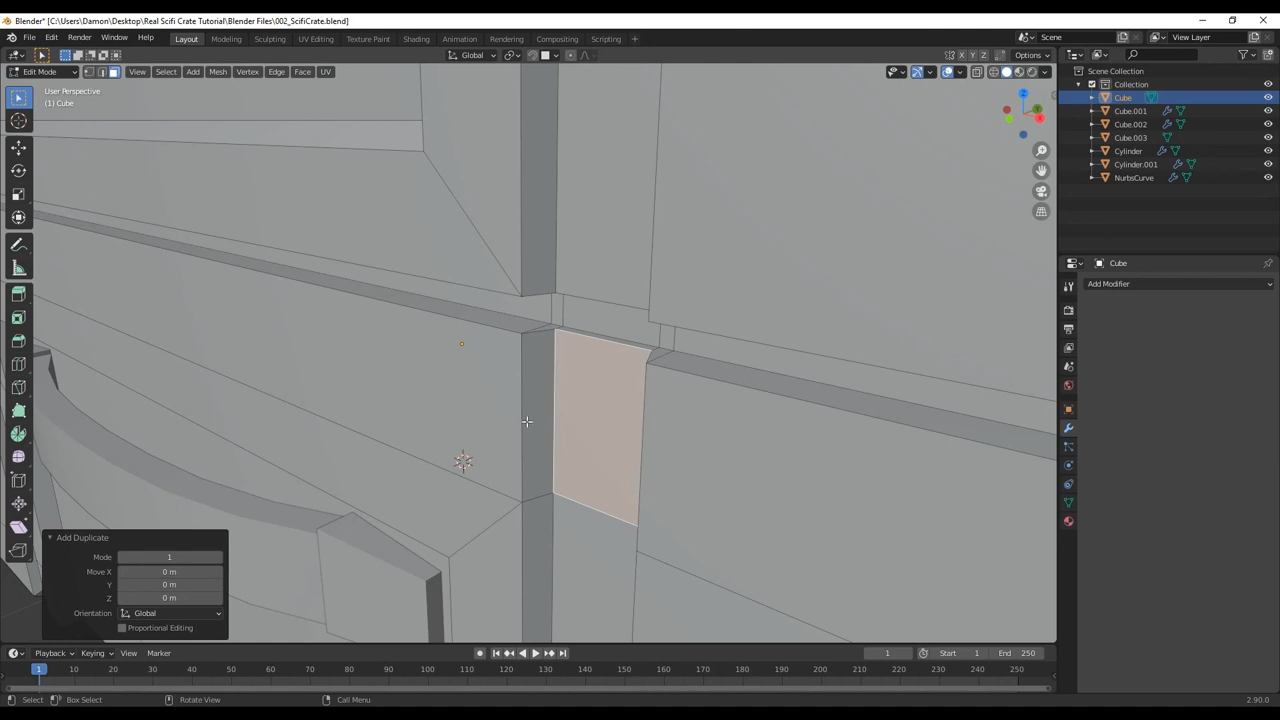 Blender* [C:\Users\Damon\Desktop\Real Scifi Crate Tutorial\Blender Files\002_ScifiCrate.blend]
File Edit Render Window Help Layout Modeling Sculpting UV Editing Texture Paint Shading Animation Rendering Compositing Scripting + Scene View Layer
Global X Y Z Options
Edit Mode View Select Add Mesh Vertex Edge Face UV
User Perspective
(1) Cube
Z
Y
X
Scene Collection
Collection
Cube
Cube.001
Cube.002
Cube.003
Cylinder
Cylinder.001
NurbsCurve
Cube
Add Modifier
Add Duplicate
Mode 1
Move X 0 m
Y 0 m
Z 0 m
Orientation Global
Proportional Editing
Playback Keying View Marker 1 Start 1 End 250
1 10 20 30 40 50 60 70 80 90 100 110 120 130 140 150 160 170 180 190 200 210 220 230 240 250
Select Box Select Rotate View Call Menu 2.90.0